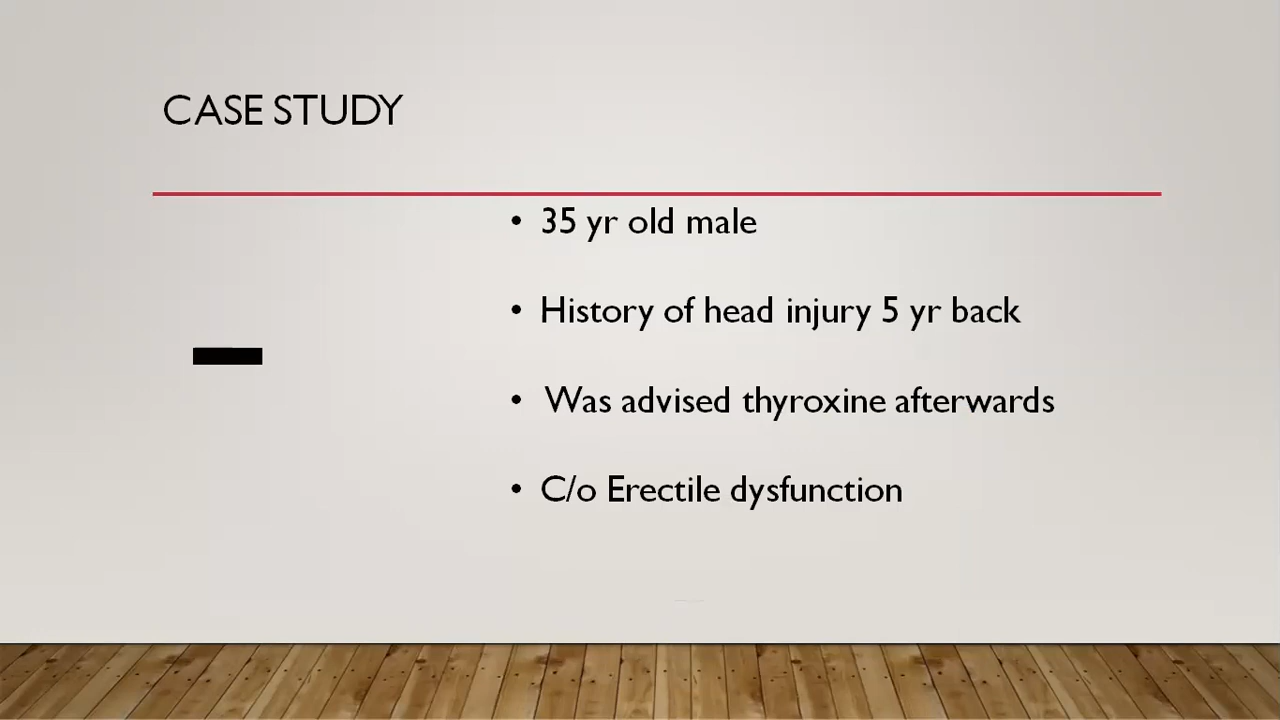 CASE STUDY
• 35 yr old male
• History of head injury 5 yr back
• Was advised thyroxine afterwards
• C/o Erectile dysfunction